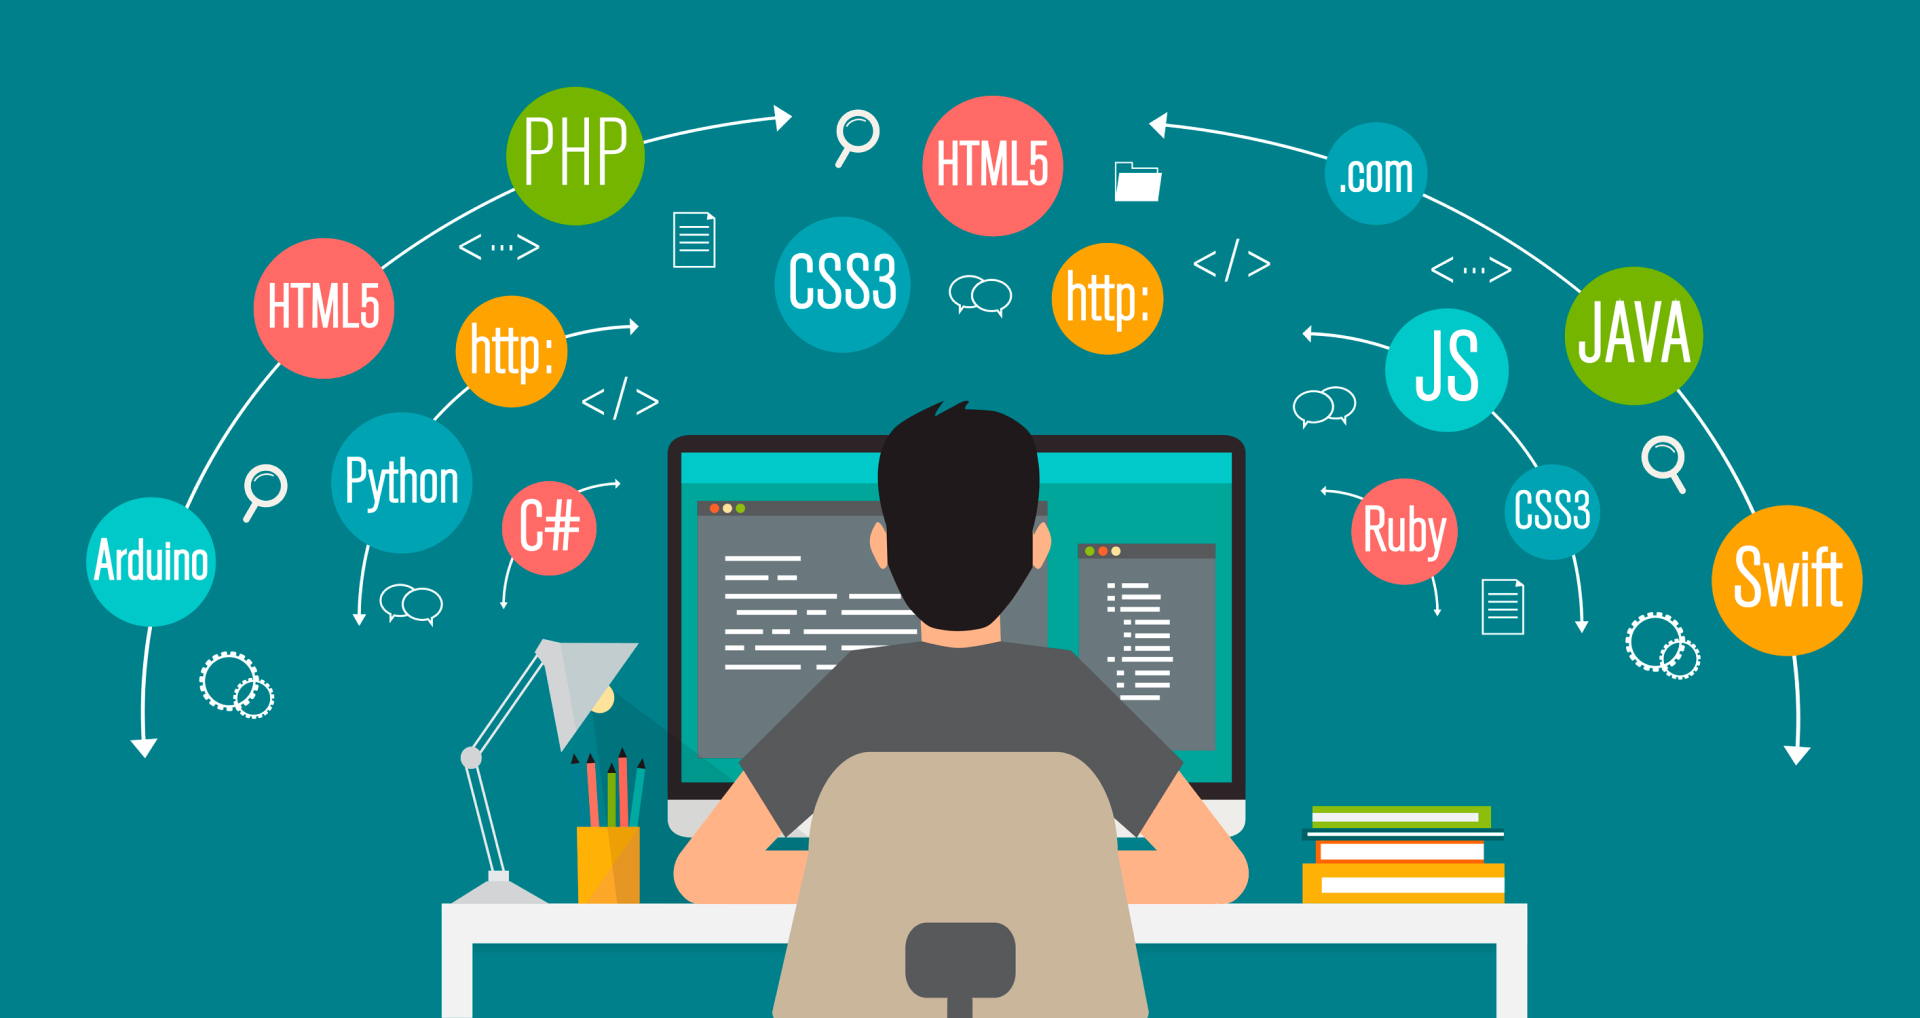 PHP
HTML5
.com
HTML5
CSS3
http:
JAVA
http:
JS
Python
C#
Ruby
CSS3
Arduino
Swift